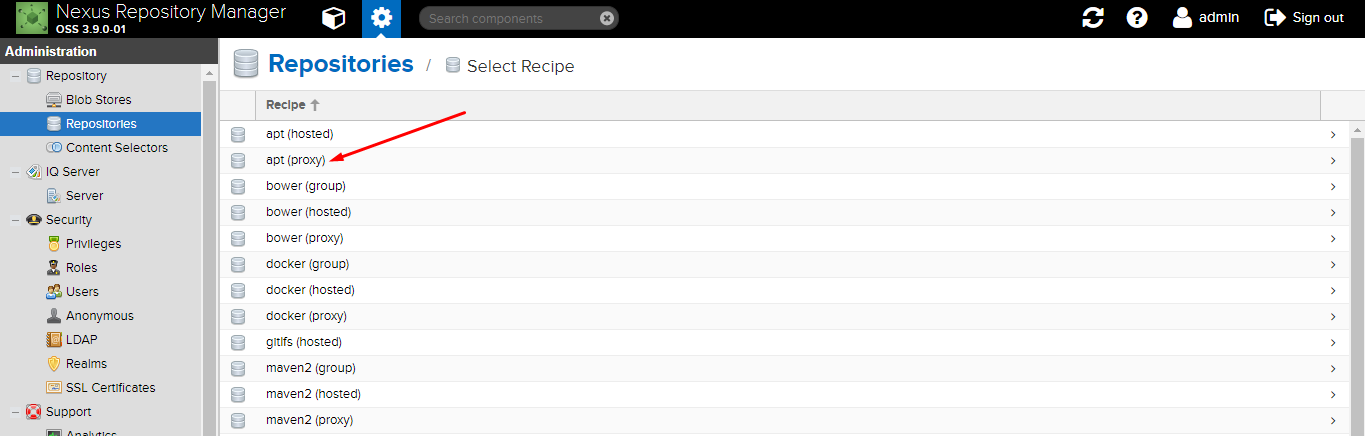 Nexus Repository Manager
OSS 3.9.0-01
Search components
admin
Sign out
Administration
Repository
Blob Stores
Repositories
Content Selectors
IQ Server
Server
Security
Privileges
Roles
Users
Anonymous
LDAP
Realms
SSL Certificates
Support
Analytics
Repositories / Select Recipe
Recipe
apt (hosted)
apt (proxy)
bower (group)
bower (hosted)
bower (proxy)
docker (group)
docker (hosted)
docker (proxy)
gitlfs (hosted)
maven2 (group)
maven2 (hosted)
maven2 (proxy)